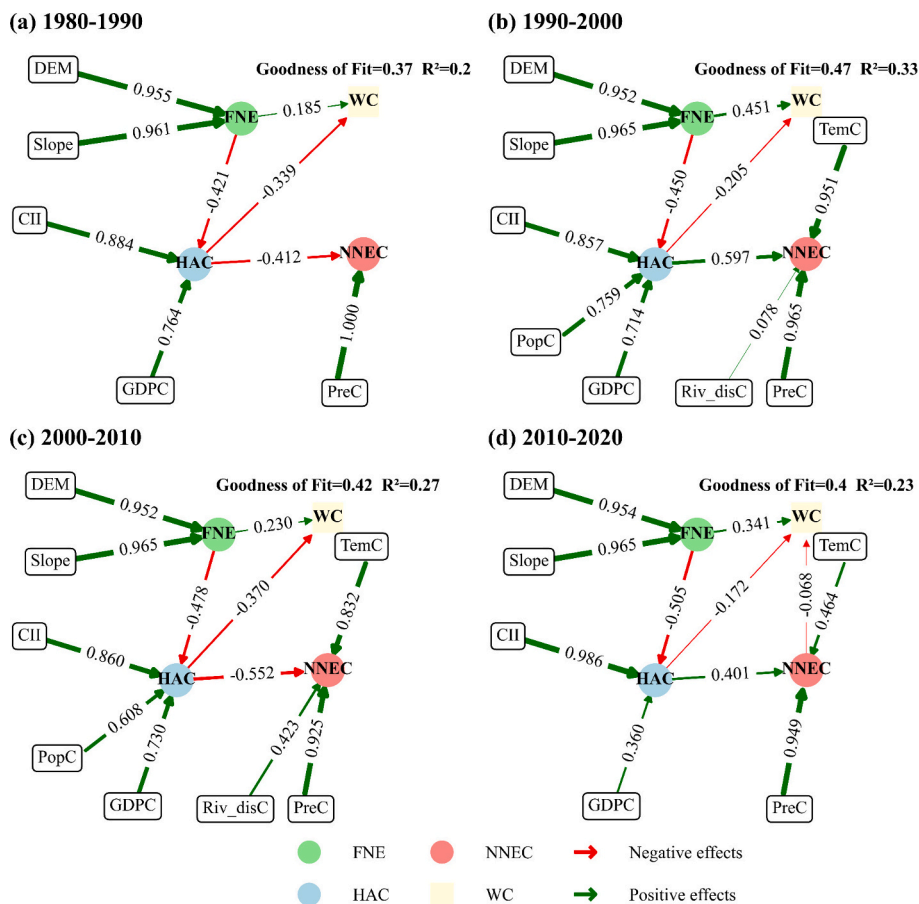 (a) 1980-1990
Goodness of Fit=0.37 R²=0.2
DEM
WC
0.955
FNE
0.185
Slope
0.961
-0.421
-0.339
CII
0.884
HAC
-0.412
NNEC
0.764
1.000
GDPC
PreC
(b) 1990-2000
Goodness of Fit=0.47 R²=0.33
DEM
WC
0.952
FNE
0.451
TemC
Slope
0.965
-0.450
-0.205
0.951
CII
0.857
HAC
0.597
NNEC
0.759
0.714
0.078
0.965
PopC
GDPC
Riv_disC
PreC
(c) 2000-2010
Goodness of Fit=0.42 R²=0.27
DEM
WC
0.952
FNE
0.230
TemC
Slope
0.965
-0.478
-0.370
0.832
CII
0.860
HAC
-0.552
NNEC
0.608
0.730
0.423
0.925
PopC
GDPC
Riv_disC
PreC
(d) 2010-2020
Goodness of Fit=0.4 R²=0.23
DEM
WC
0.954
FNE
0.341
TemC
Slope
0.965
-0.505
-0.172
-0.068
0.464
CII
0.986
HAC
0.401
NNEC
0.360
0.949
GDPC
PreC
FNE
NNEC
Negative effects
HAC
WC
Positive effects